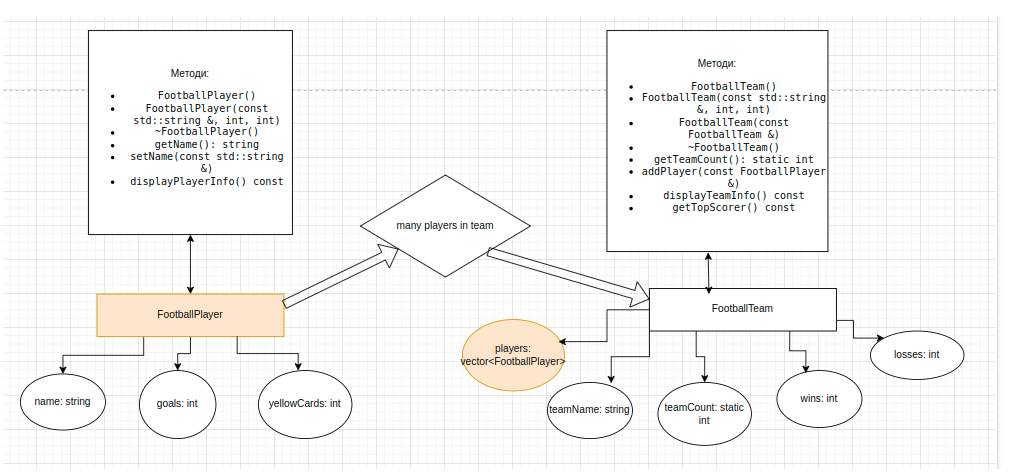 Методи:
FootballPlayer()
FootballPlayer(const
std::string &, int, int)
~FootballPlayer()
getName(): string
setName(const std::string
&)
displayPlayerInfo() const
Методи:
FootballTeam()
FootballTeam(const std::string
&, int, int)
FootballTeam(const
FootballTeam &)
~FootballTeam()
getTeamCount(): static int
addPlayer(const FootballPlayer
&)
displayTeamInfo() const
getTopScorer() const
many players in team
FootballPlayer
FootballTeam
name: string
goals: int
yellowCards: int
players:
vector<FootballPlayer>
teamName: string
teamCount: static
int
wins: int
losses: int